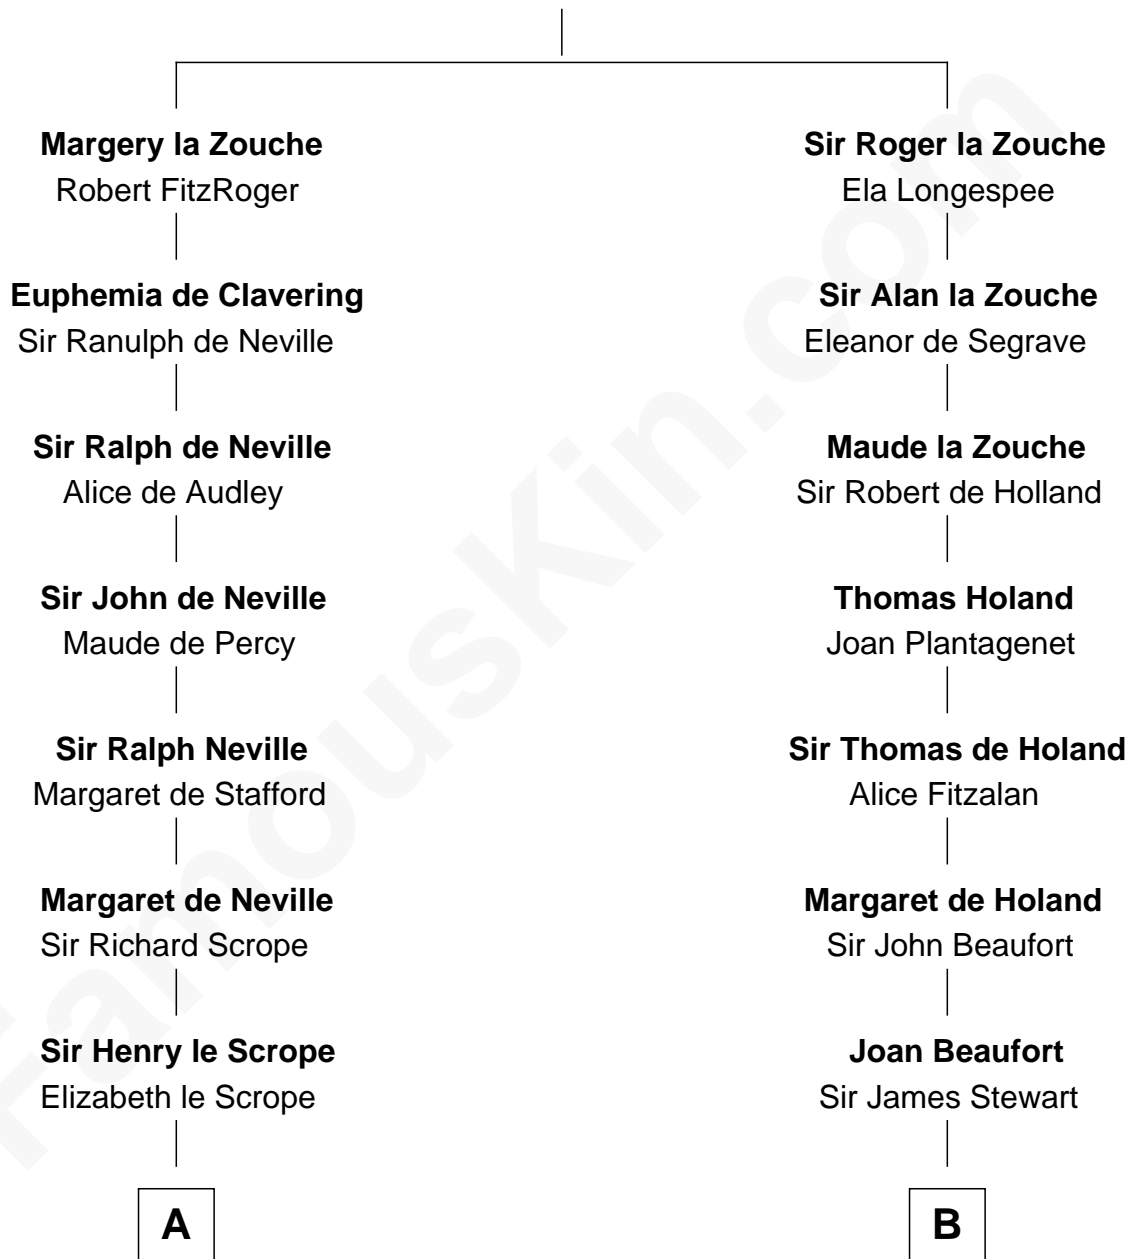 Margery la Zouche
Robert FitzRoger
Euphemia de Clavering
Sir Ranulph de Neville
Sir Ralph de Neville
Alice de Audley
Sir John de Neville
Maude de Percy
Sir Ralph Neville
Margaret de Stafford
Margaret de Neville
Sir Richard Scrope
Sir Henry le Scrope
Elizabeth le Scrope
A
Sir Roger la Zouche
Ela Longespee
Sir Alan la Zouche
Eleanor de Segrave
Maude la Zouche
Sir Robert de Holland
Thomas Holand
Joan Plantagenet
Sir Thomas de Holand
Alice Fitzalan
Margaret de Holand
Sir John Beaufort
Joan Beaufort
Sir James Stewart
B
FamousKin.com